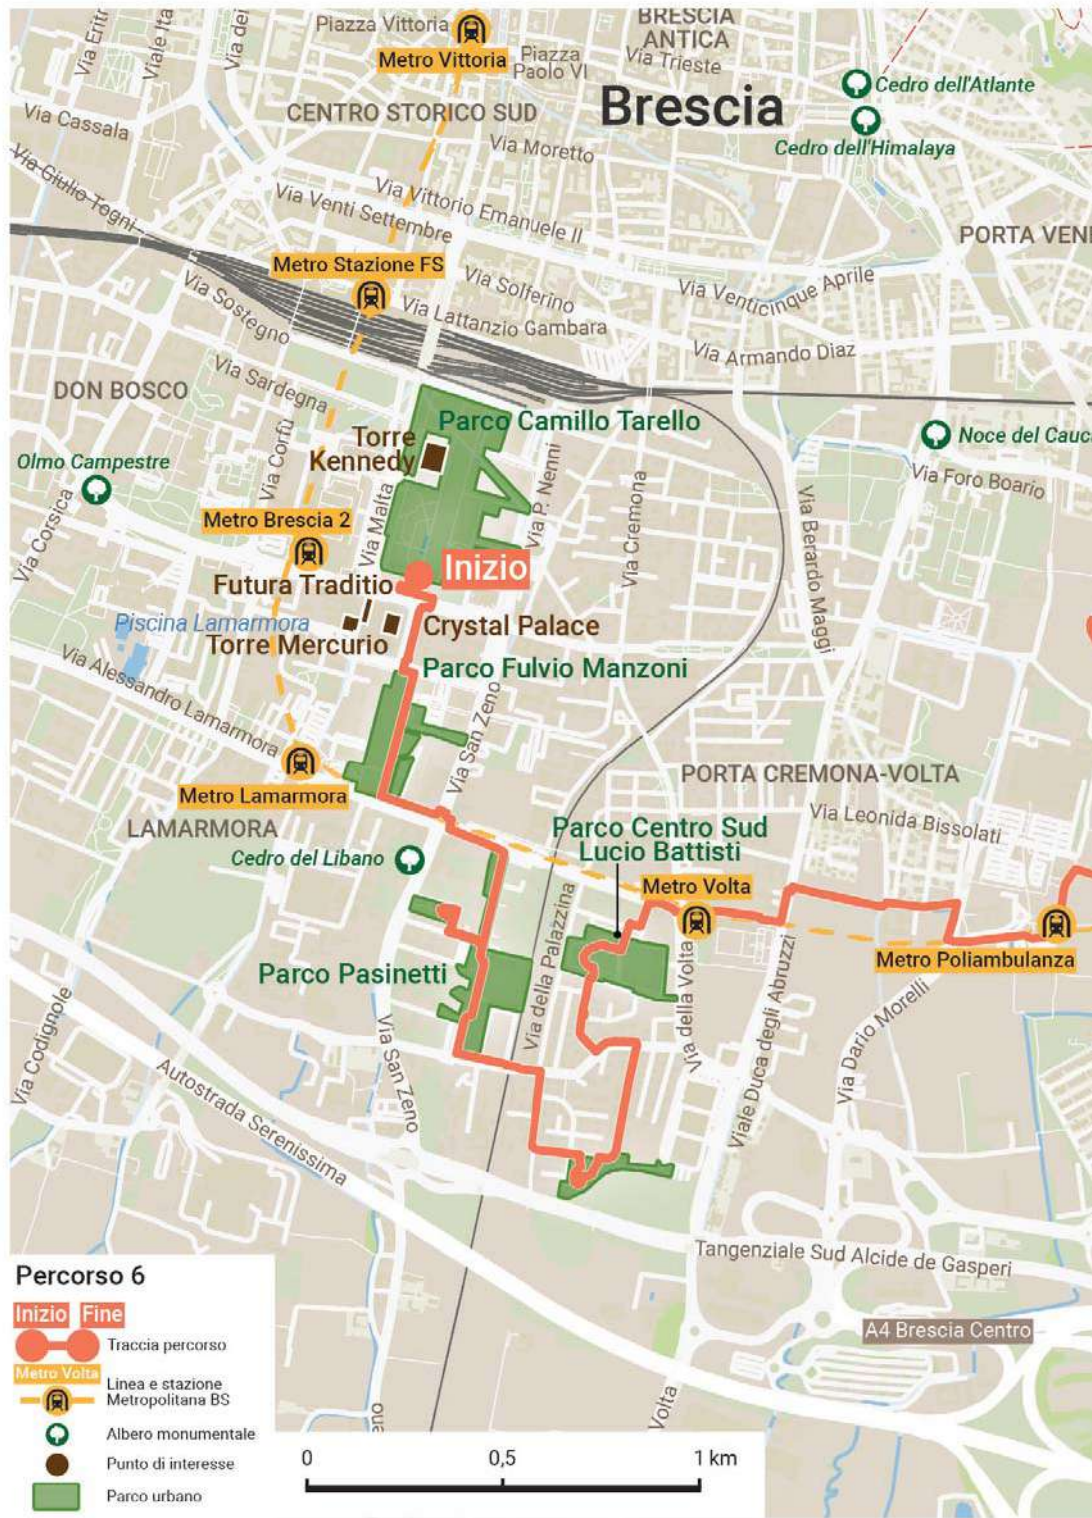 BRESCIA
ANTICA
Piazza Vittoria
Metro Vittoria
Piazza
Paolo VI
Via Trieste
Viale Ita
Via dei
Via Eritr
Cedro dell'Atlante
Brescia
Cedro dell'Himalaya
Via Cassala
CENTRO STORICO SUD
Via Moretto
Via Giulio Togni
Via Vittorio Emanuele II
Via Venti Settembre
PORTA VEN
Metro Stazione FS
Via Solferino
Via Venticinque Aprile
Via Sostegno
Via Lattanzio Gambara
Via Armando Diaz
Via Sardegna
DON BOSCO
Parco Camillo Tarello
Torre
Kennedy
Noce del Cauc
Olmo Campestre
Via Corfù
Via Malta
Via P. Nenni
Via Cremona
Via Foro Boario
Via Berardo Maggi
Via Corsica
Metro Brescia 2
Inizio
Futura Traditio
Piscina Lamarmora
Torre Mercurio
Crystal Palace
Parco Fulvio Manzoni
Via Alessandro Lamarmora
Via San Zeno
PORTA CREMONA-VOLTA
Metro Lamarmora
Via Leonida Bissolati
LAMARMORA
Parco Centro Sud
Lucio Battisti
Cedro del Libano
Metro Volta
Metro Poliambulanza
Parco Pasinetti
Via della Palazzina
Via della Volta
Viale Duca degli Abruzzi
Via Dario Morelli
Via Codignole
Via San Zeno
Autostrada Serenissima
Tangenziale Sud Alcide de Gasperi
A4 Brescia Centro
Volta
eno
Percorso 6
Inizio Fine
Traccia percorso
Metro Volta
Linea e stazione
Metropolitana BS
Albero monumentale
Punto di interesse
Parco urbano
0 0,5 1 km